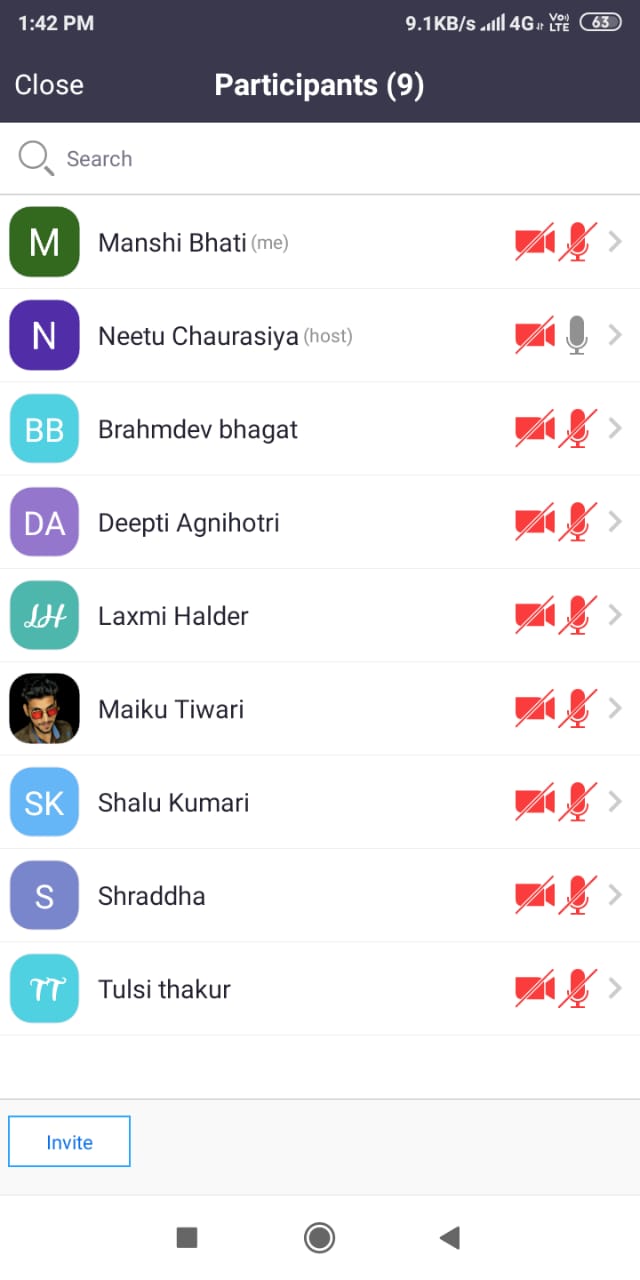 1:42 PM 9.1KB/s 4G Vo)) LTE 63
Close Participants (9)
Search
M Manshi Bhati (me)
N Neetu Chaurasiya (host)
BB Brahmdev bhagat
DA Deepti Agnihotri
LH Laxmi Halder
Maiku Tiwari
SK Shalu Kumari
S Shraddha
TT Tulsi thakur
Invite